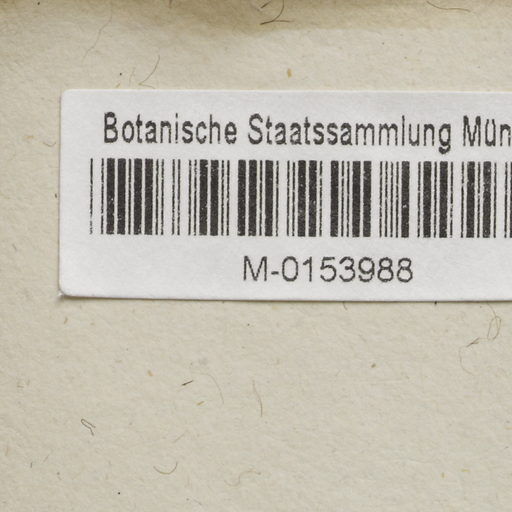 Botanische Staatssammlung Mün
M-0153988